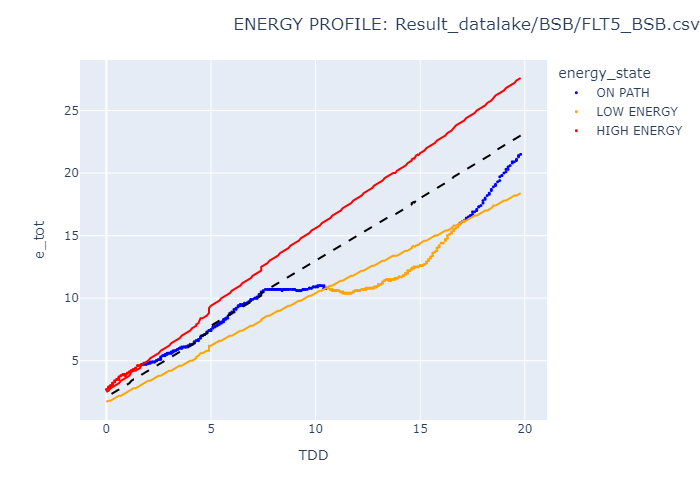 ENERGY PROFILE: Result_datalake/BSB/FLT5_BSB.csv
energy_state
ON PATH
LOW ENERGY
HIGH ENERGY
e_tot
25
20
15
10
5
0
5
10
15
20
TDD